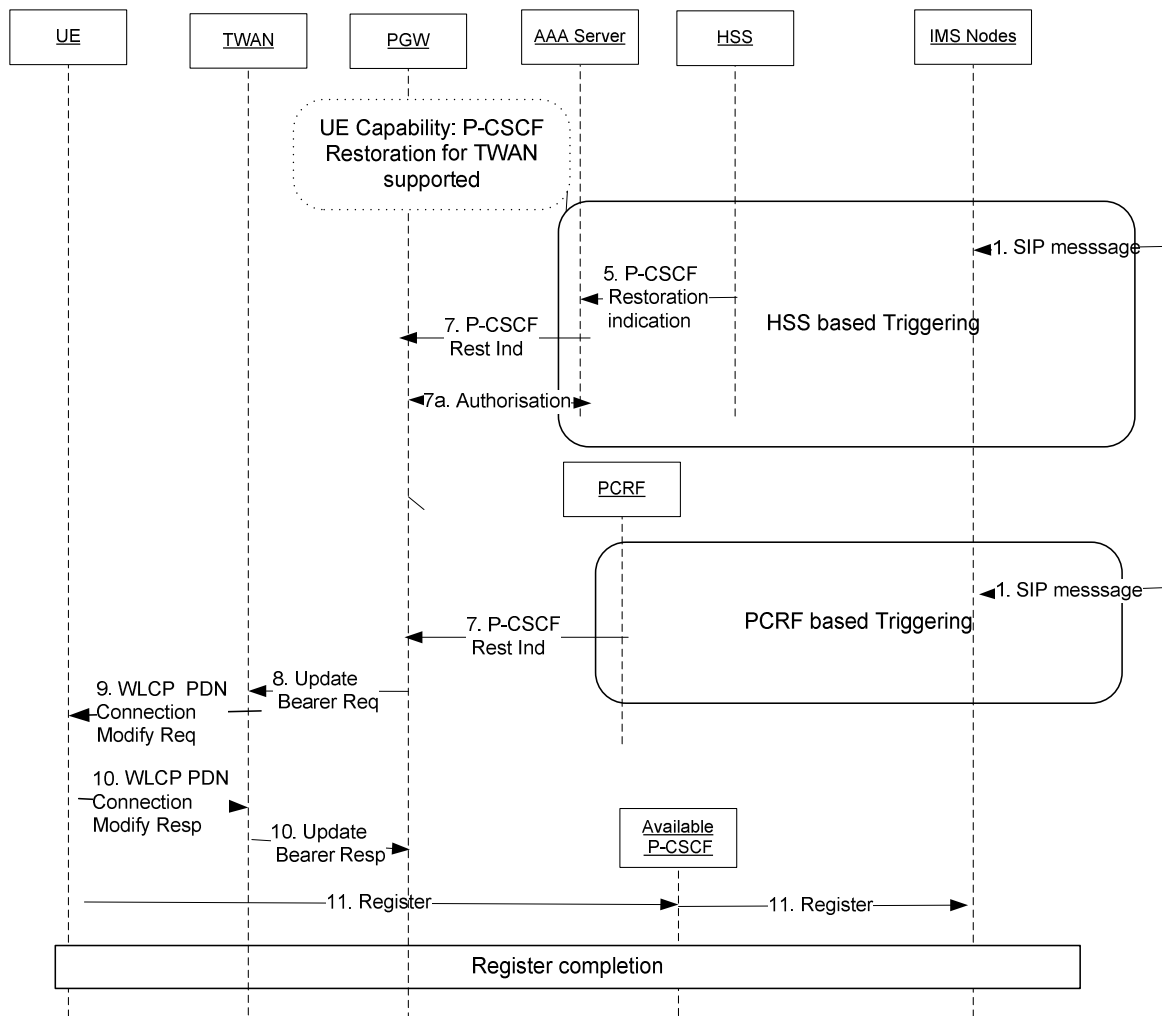 UE
TWAN
PGW
AAA Server
HSS
IMS Nodes
UE Capability: P-CSCF
Restoration for TWAN
supported
1. SIP messsage
5. P-CSCF
Restoration
indication
HSS based Triggering
7. P-CSCF
Rest Ind
7a. Authorisation
PCRF
1. SIP messsage
PCRF based Triggering
7. P-CSCF
Rest Ind
8. Update
Bearer Req
9. WLCP PDN
Connection
Modify Req
10. WLCP PDN
Connection
Modify Resp
10. Update
Bearer Resp
Available
P-CSCF
11. Register
11. Register
Register completion